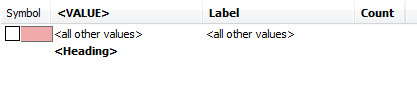 Symbol <VALUE> Label Count
<all other values> <all other values>
<Heading>